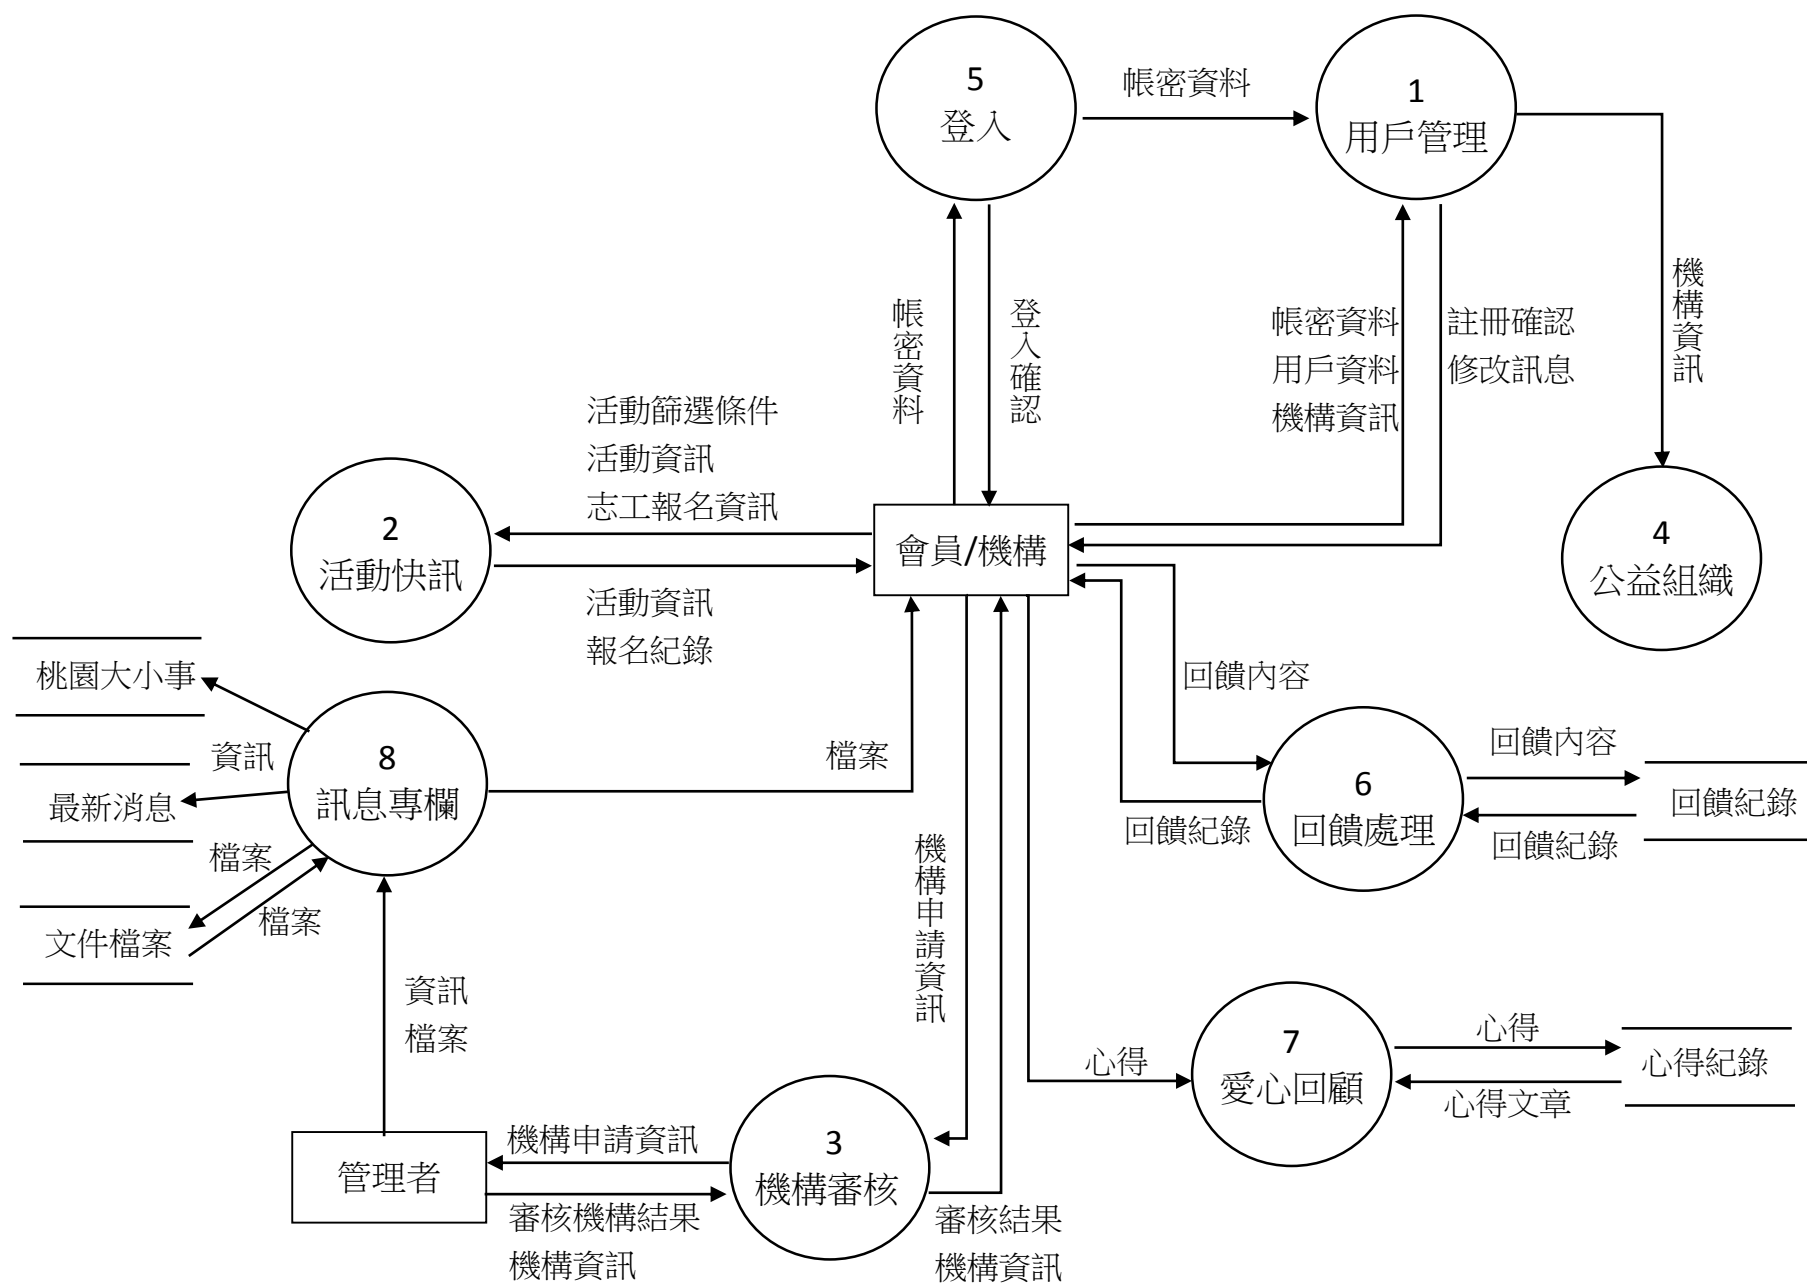 5
登入
帳密資料
1
用戶管理
機構資訊
帳密資料
登入確認
帳密資料
用戶資料
機構資訊
註冊確認
修改訊息
活動篩選條件
活動資訊
志工報名資訊
2
活動快訊
會員/機構
4
公益組織
活動資訊
報名紀錄
桃園大小事
回饋內容
資訊
8
訊息專欄
檔案
6
回饋處理
回饋內容
回饋紀錄
回饋紀錄
回饋紀錄
最新消息
檔案
檔案
文件檔案
機構申請資訊
資訊
檔案
心得
7
愛心回顧
心得
心得紀錄
心得文章
管理者
機構申請資訊
3
機構審核
審核機構結果
機構資訊
審核結果
機構資訊